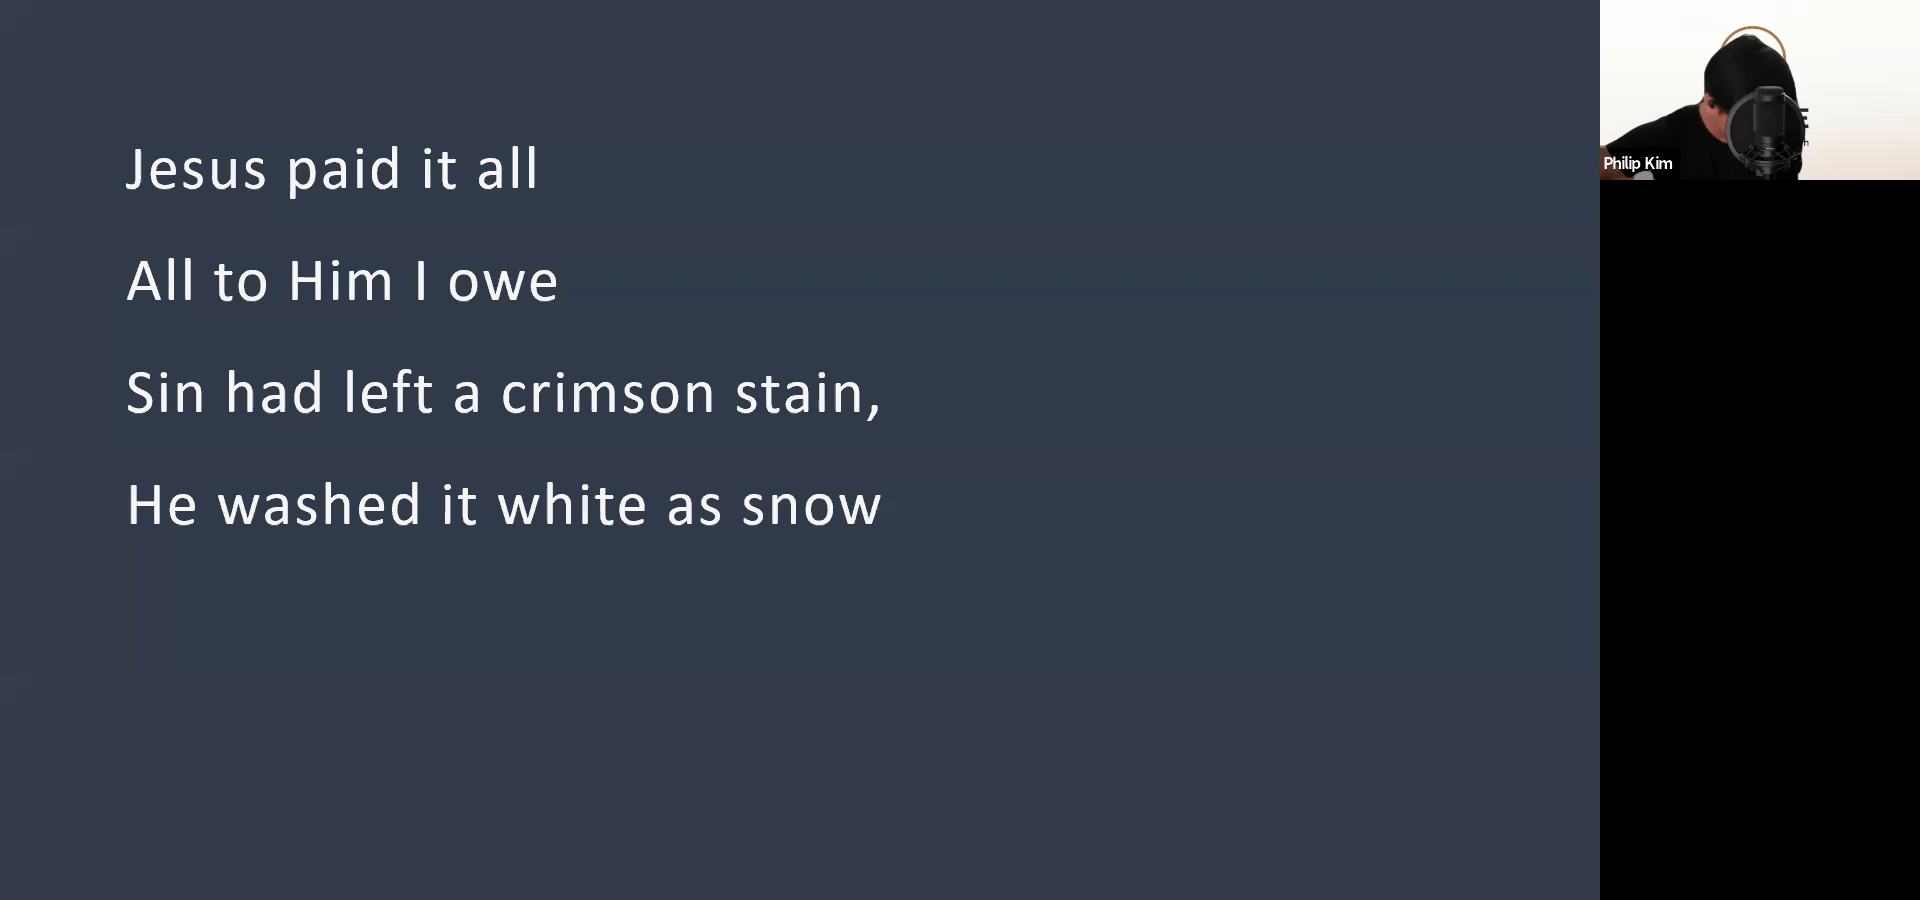 Jesus paid it all
All to Him I owe
Sin had left a crimson stain,
He washed it white as snow
Philip Kim